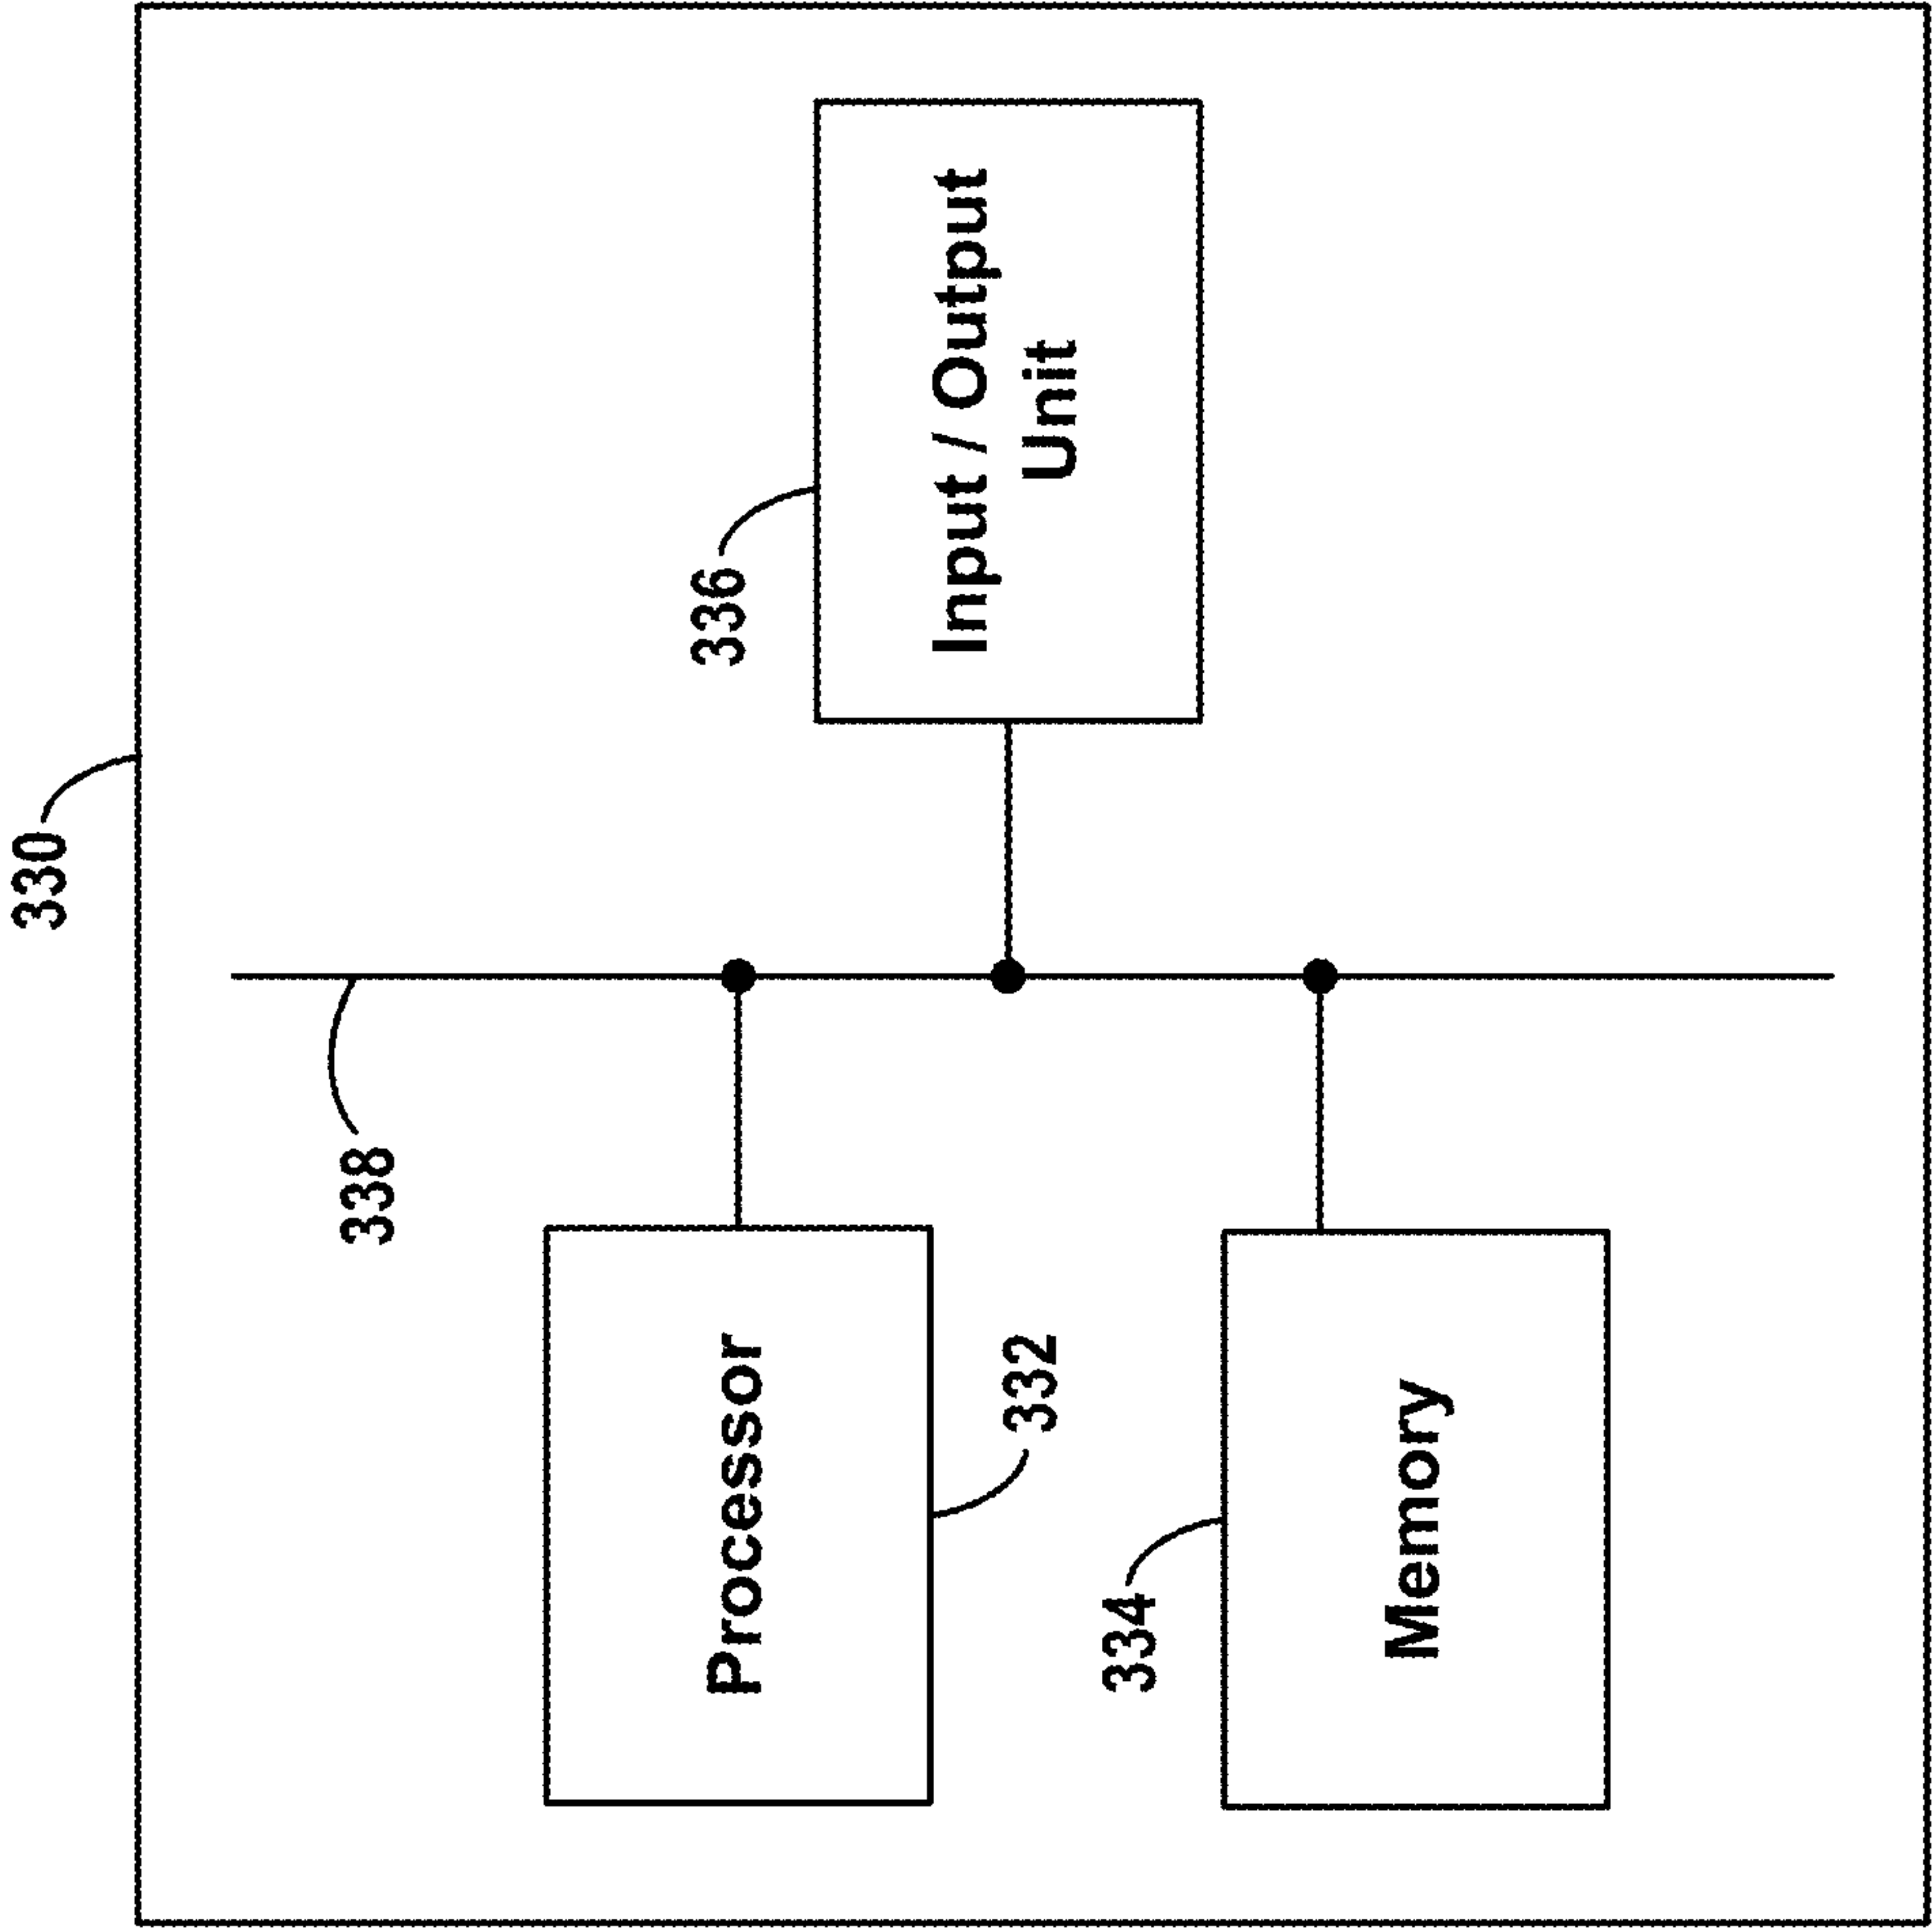 330
338
336
Processor
332
Input / Output
Unit
334
Memory